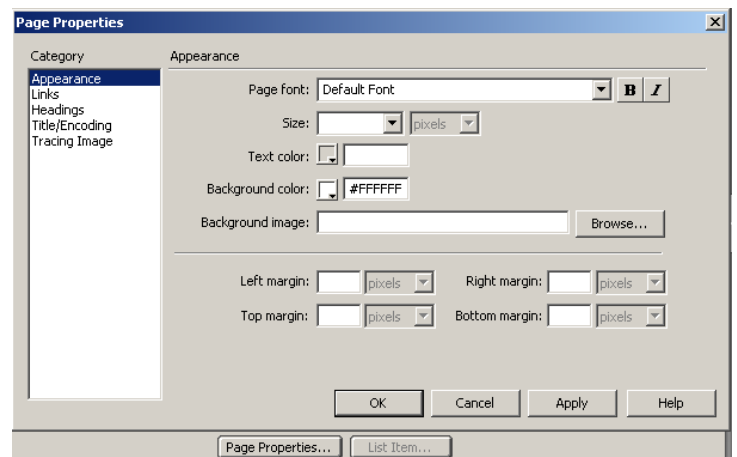 Page Properties
Category
Appearance
Links
Headings
Title/Encoding
Tracing Image
Appearance
Page font: Default Font B I
Size: pixels
Text color:
Background color: #FFFFFF
Background image: Browse...
Left margin: pixels Right margin: pixels
Top margin: pixels Bottom margin: pixels
OK Cancel Apply Help
Page Properties... List Item...